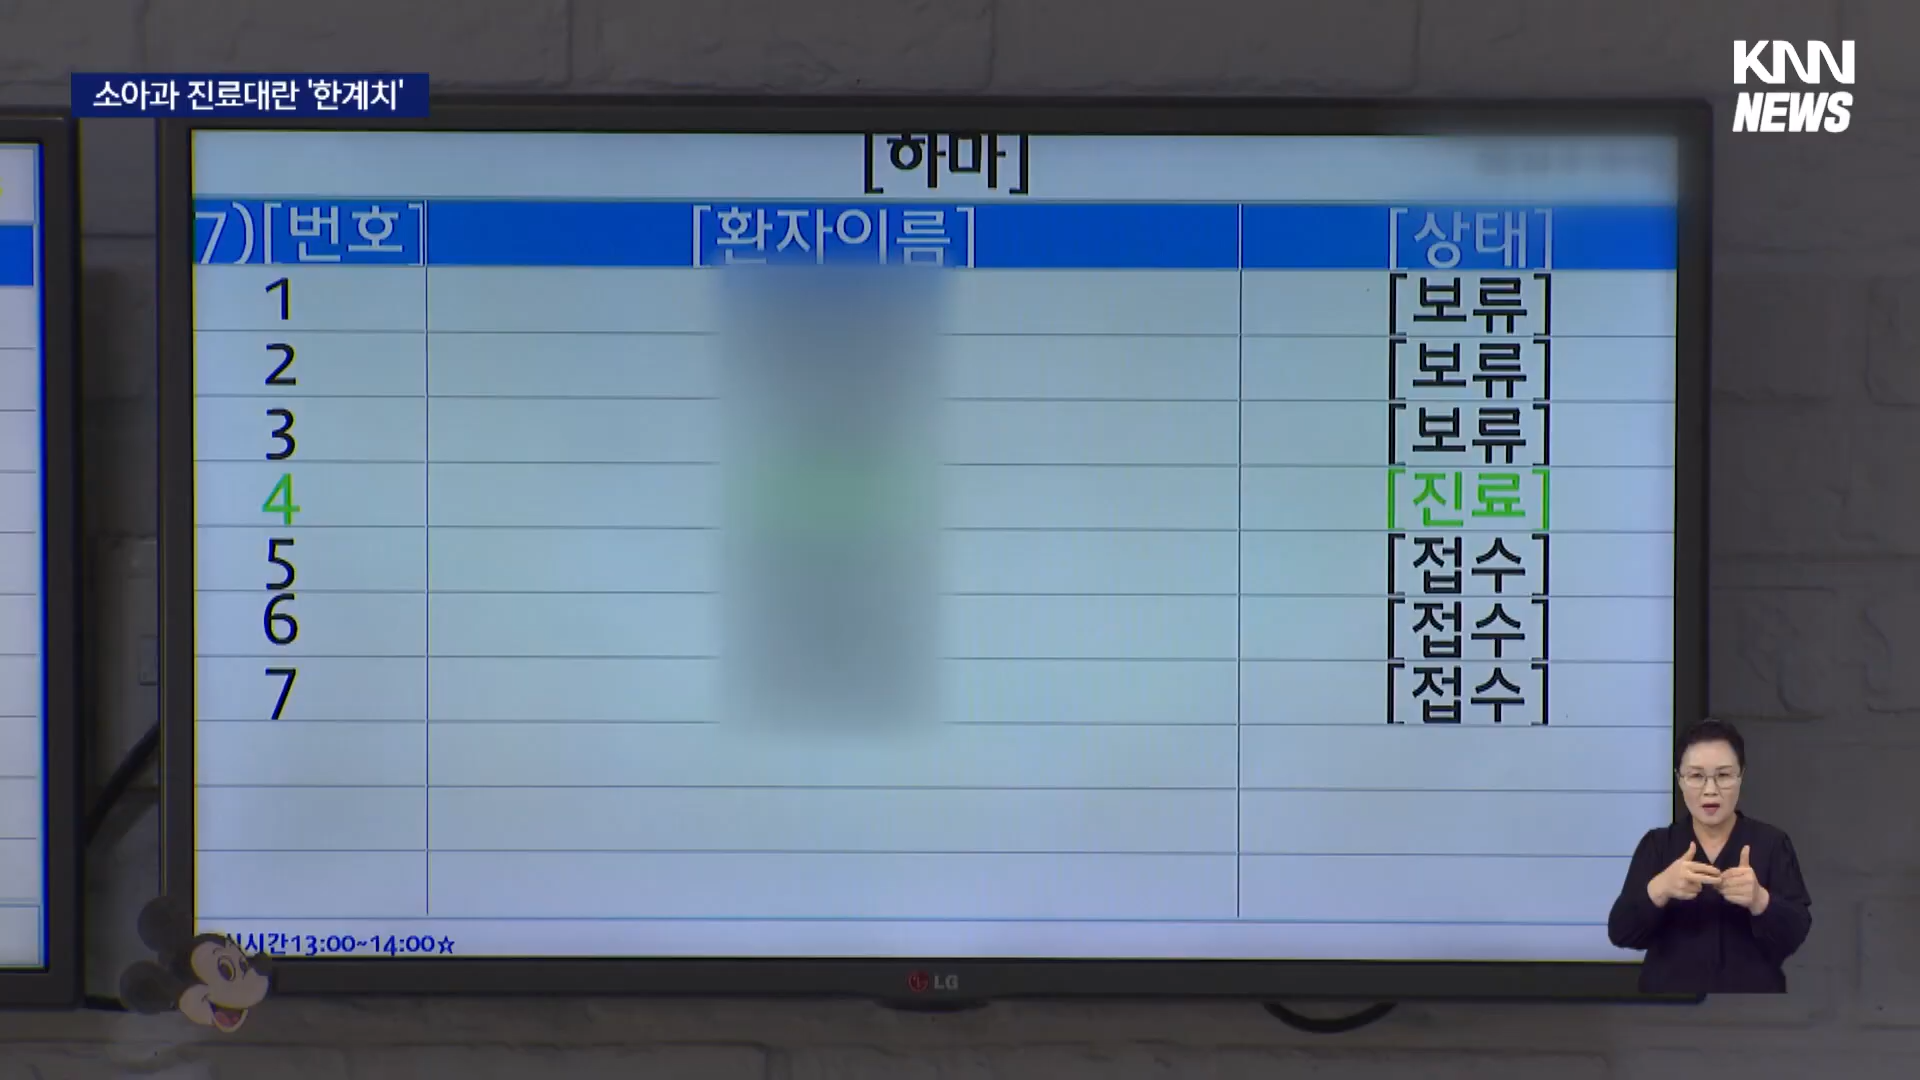 소아과 진료대란 '한계치'
KNN
NEWS
[하마]
7)[번호] [환자이름] [상태]
1 [보류]
2 [보류]
3 [보류]
4 [진료]
5 [접수]
6 [접수]
7 [접수]
시간13:00~14:00☆
LG